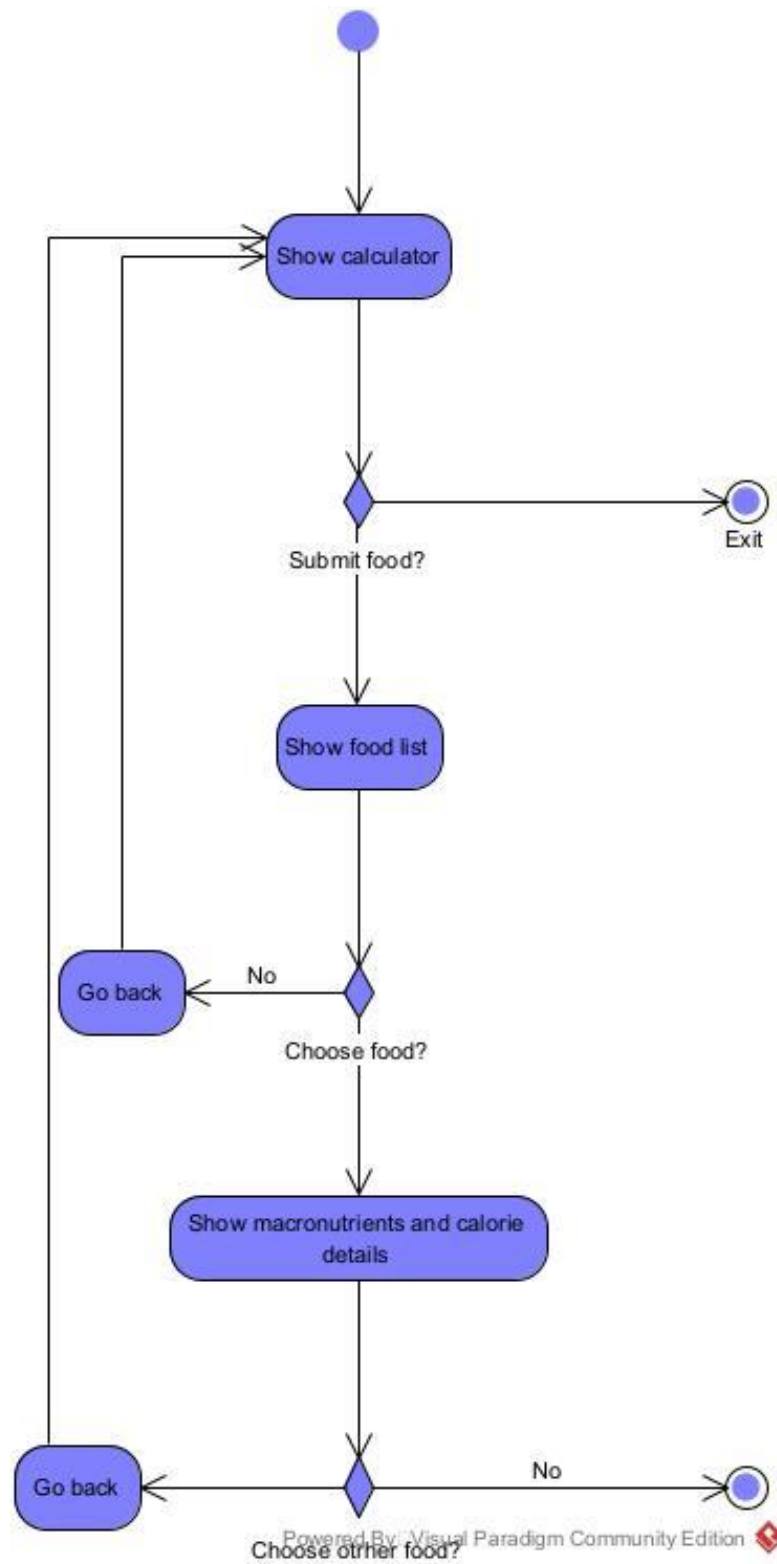 Show calculator
Submit food?
Exit
Show food list
No
Go back
Choose food?
Show macronutrients and calorie
details
No
Go back
Powered By Visual Paradigm Community Edition
Choose otrher food?